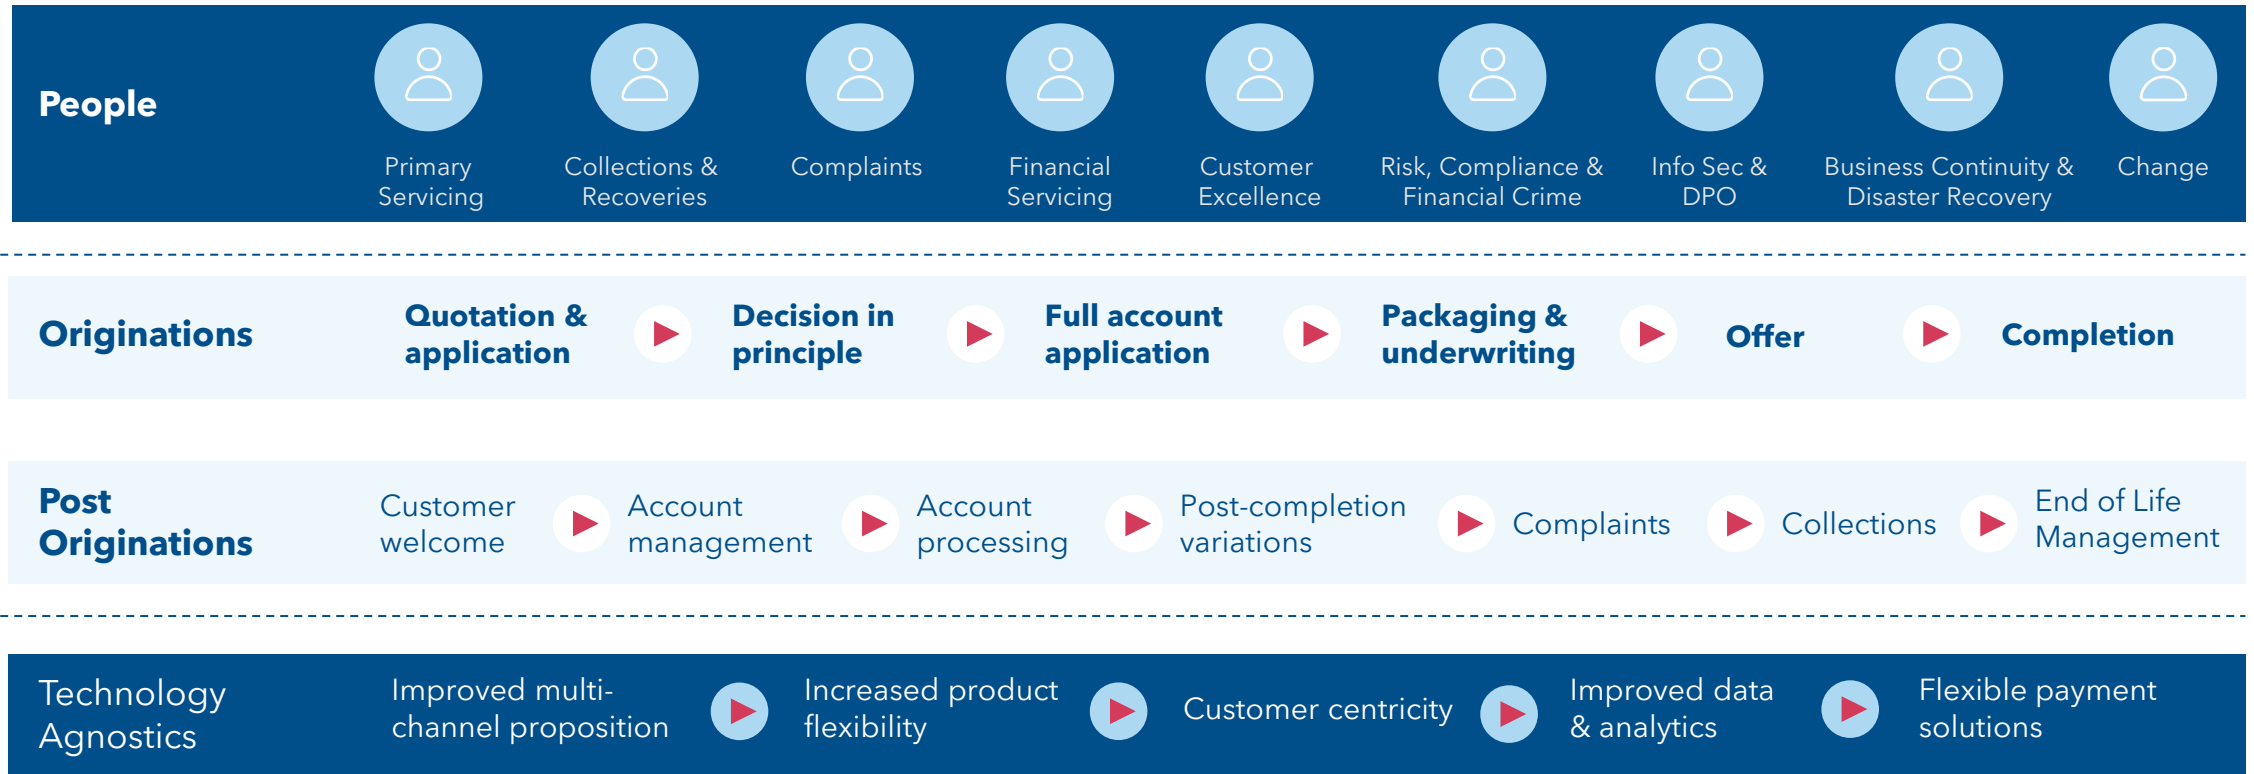 People
Primary
Servicing
Collections &
Recoveries
Complaints
Financial
Servicing
Customer
Excellence
Risk, Compliance &
Financial Crime
Info Sec &
DPO
Business Continuity &
Disaster Recovery
Change
Originations
Quotation &
application
Decision in
principle
Full account
application
Packaging &
underwriting
Offer
Completion
Post
Originations
Customer
welcome
Account
management
Account
processing
Post-completion
variations
Complaints
Collections
End of Life
Management
Technology
Agnostics
Improved multi-
channel proposition
Increased product
flexibility
Customer centricity
Improved data
& analytics
Flexible payment
solutions